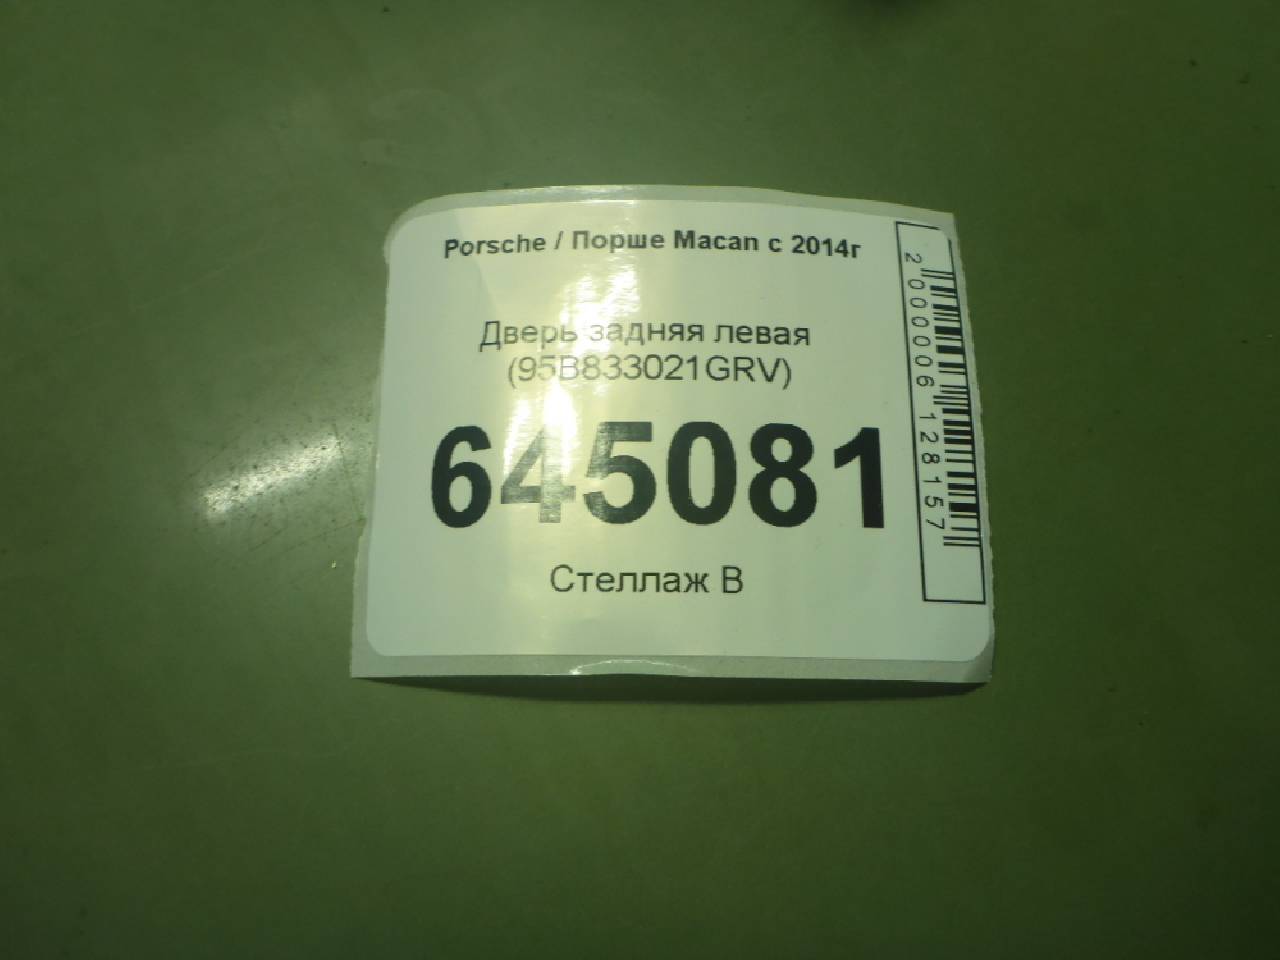 Porsche / Порше Macan с 2014г
Дверь задняя левая
(95B833021GRV)
645081
Стеллаж B
2000006128157